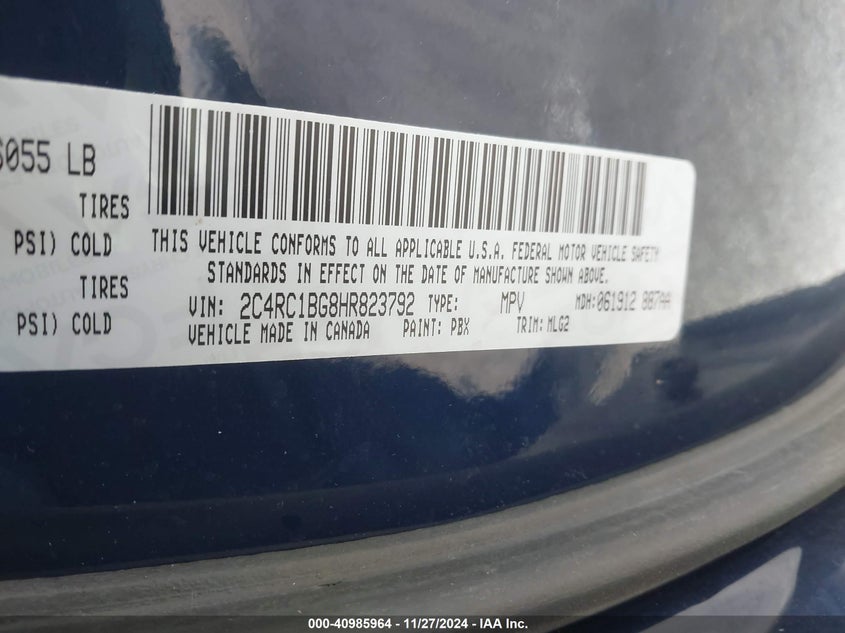 6055 LB
TIRES
PSI) COLD
TIRES
PSI) COLD
THIS VEHICLE CONFORMS TO ALL APPLICABLE U.S.A. FEDERAL MOTOR VEHICLE SAFETY
STANDARDS IN EFFECT ON THE DATE OF MANUFACTURE SHOWN ABOVE.
VIN: 2C4RC1BG8HR823792 TYPE: MPV MDH:061912 887AA
VEHICLE MADE IN CANADA PAINT: PBX TRIM: MLG2
000-40985964 - 11/27/2024 - IAA Inc.